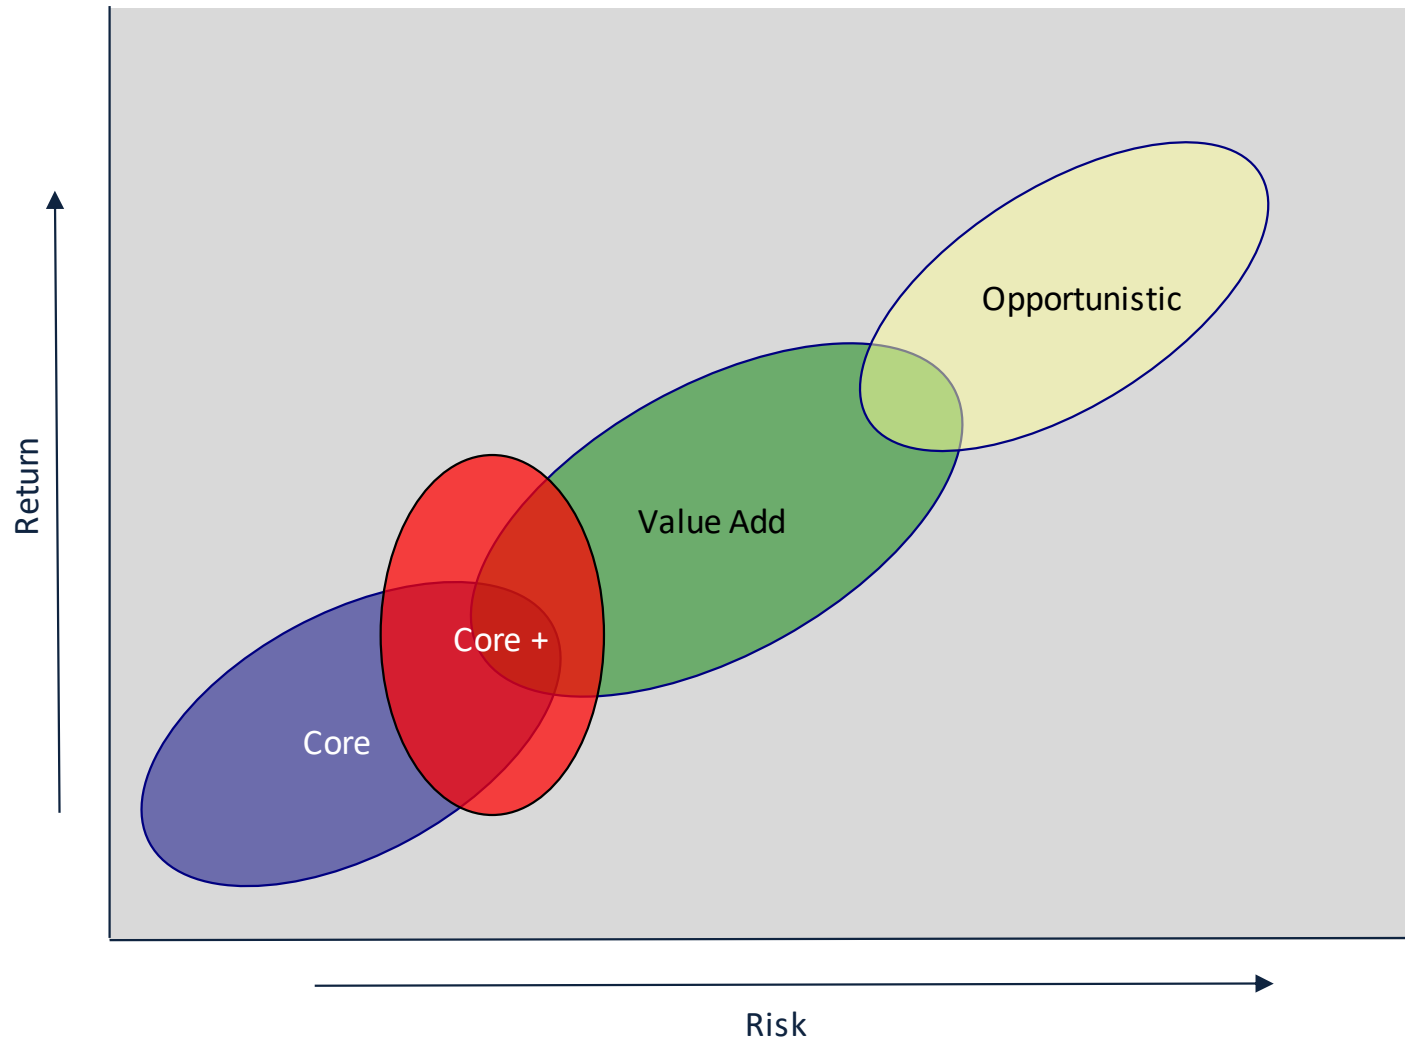 Opportunistic
Value Add
Core +
Core
Return
Risk